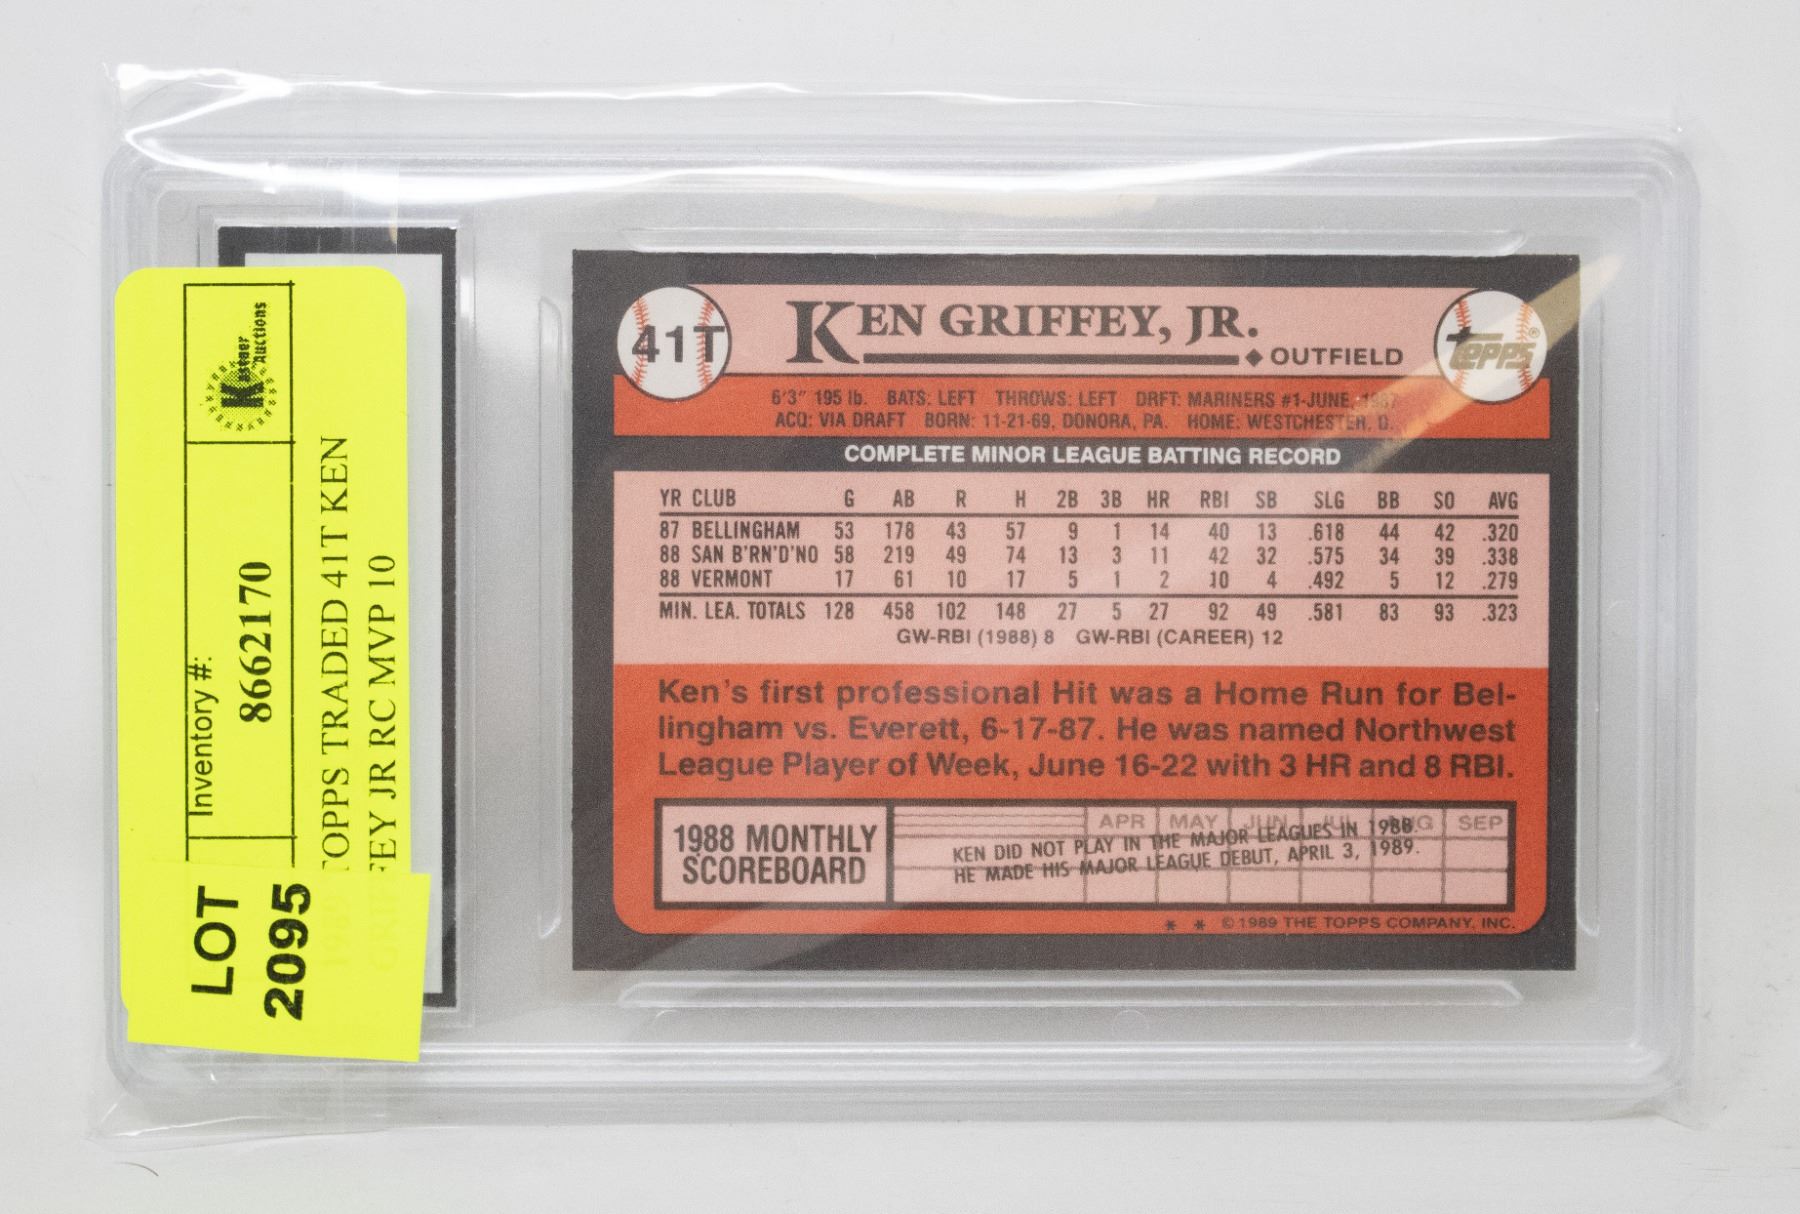 Kastner
Auctions
Inventory #:
8662170
1989 TOPPS TRADED 41T KEN
GRIFFEY JR RC MVP 10
LOT
2095
41T
KEN GRIFFEY, JR.
◆ OUTFIELD
TOPPS®
6'3" 195 lb. BATS: LEFT THROWS: LEFT DRFT: MARINERS #1-JUNE, 1987
ACQ: VIA DRAFT BORN: 11-21-69, DONORA, PA. HOME: WESTCHESTER, O.
COMPLETE MINOR LEAGUE BATTING RECORD
YR CLUB G AB R H 2B 3B HR RBI SB SLG BB SO AVG
87 BELLINGHAM 53 178 43 57 9 1 14 40 13 .618 44 42 .320
88 SAN B'RN'D'NO 58 219 49 74 13 3 11 42 32 .575 34 39 .338
88 VERMONT 17 61 10 17 5 1 2 10 4 .492 5 12 .279
MIN. LEA. TOTALS 128 458 102 148 27 5 27 92 49 .581 83 93 .323
GW-RBI (1988) 8 GW-RBI (CAREER) 12
Ken's first professional Hit was a Home Run for Bel-
lingham vs. Everett, 6-17-87. He was named Northwest
League Player of Week, June 16-22 with 3 HR and 8 RBI.
1988 MONTHLY
SCOREBOARD
APR MAY JUN JUL AUG SEP
KEN DID NOT PLAY IN THE MAJOR LEAGUES IN 1988.
HE MADE HIS MAJOR LEAGUE DEBUT, APRIL 3, 1989.
* * © 1989 THE TOPPS COMPANY, INC.